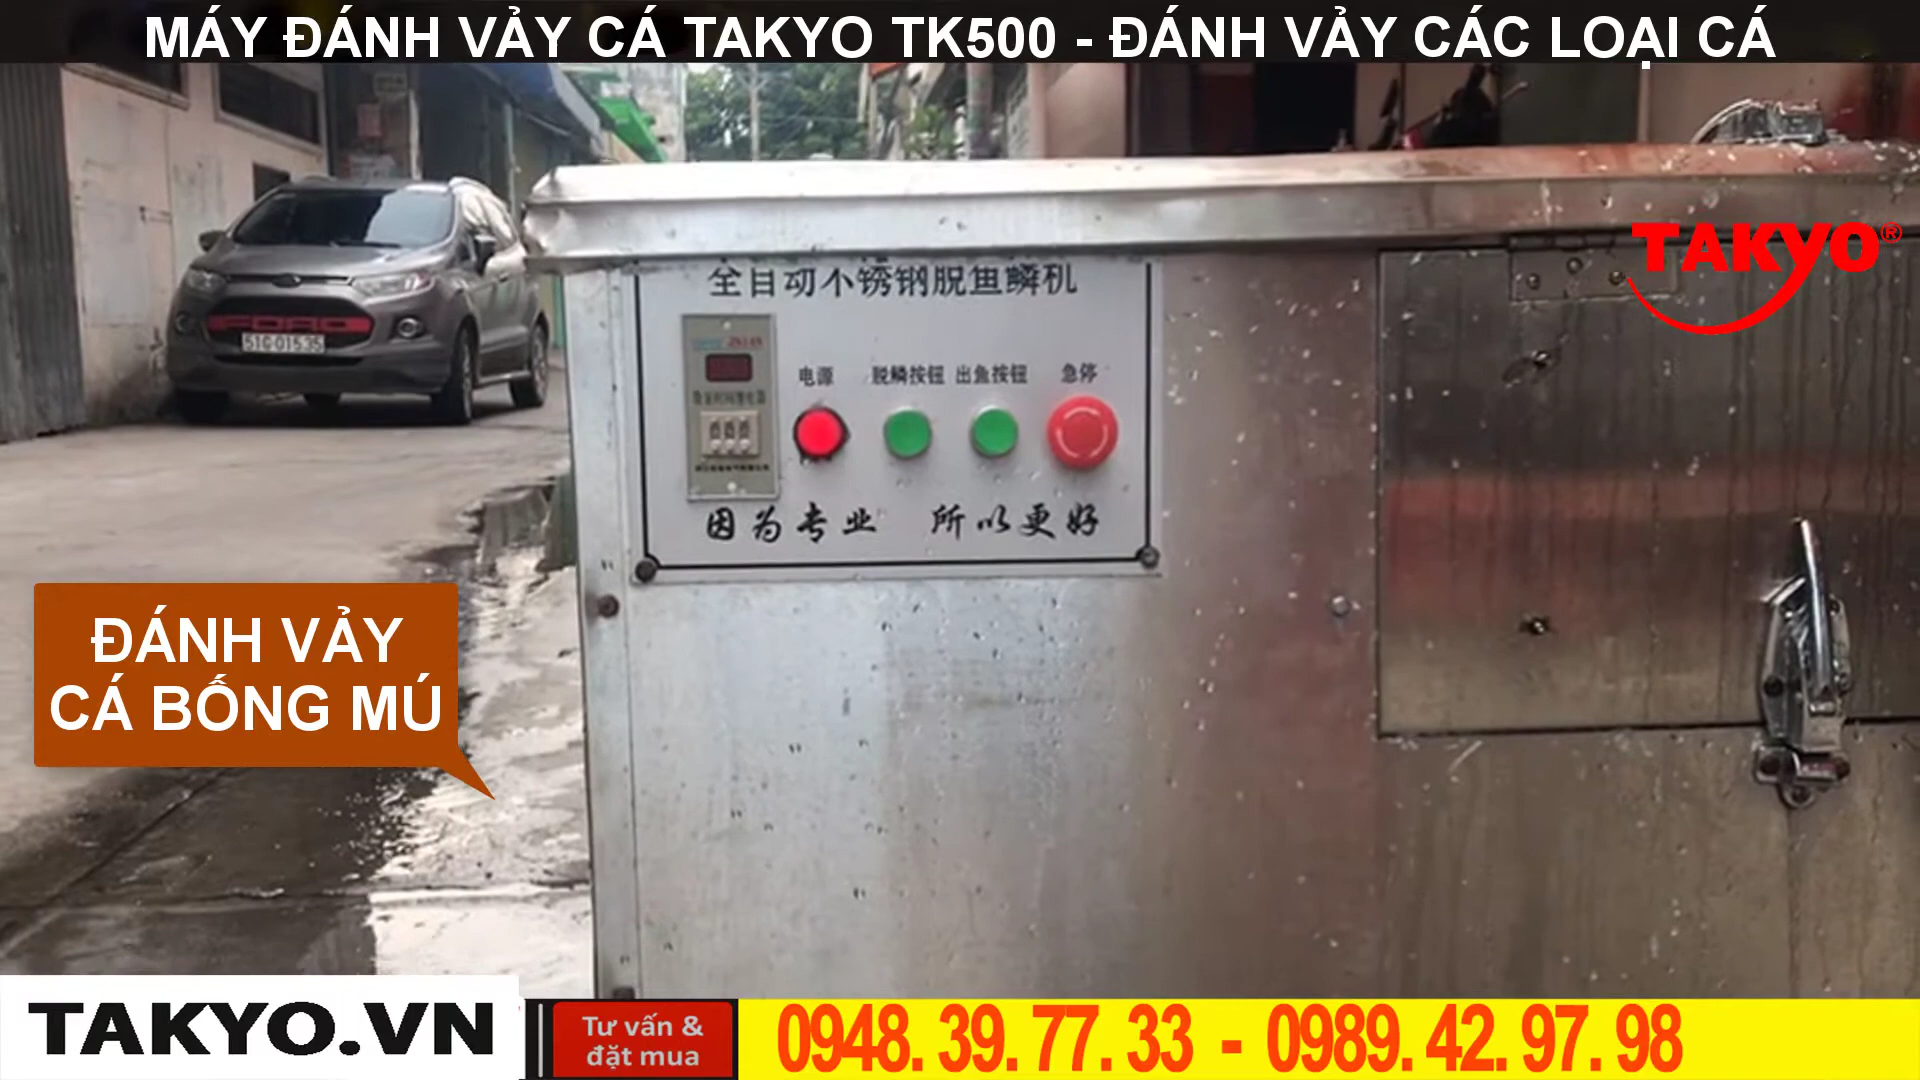 MÁY ĐÁNH VẢY CÁ TAKYO TK500 - ĐÁNH VẢY CÁC LOẠI CÁ
TAKYO®
FORD
51G-01535
全自动不锈钢脱鱼鳞机
电源 脱鳞按钮 出鱼按钮 急停
因为专业 所以更好
ĐÁNH VẢY
CÁ BỐNG MÚ
TAKYO.VN
Tư vấn &
đặt mua
0948. 39. 77. 33 - 0989. 42. 97. 98